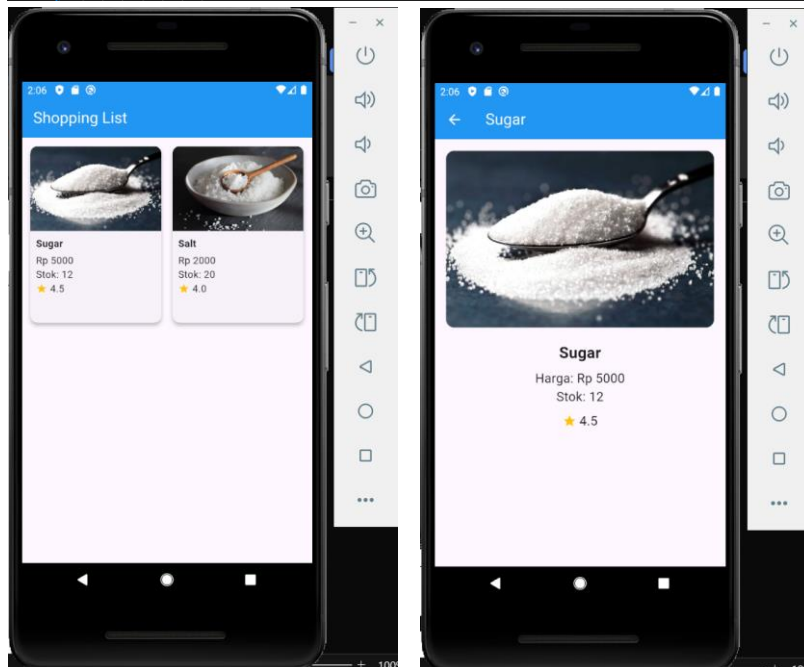 2:06
Shopping List
Sugar
Rp 5000
Stok: 12
4.5
Salt
Rp 2000
Stok: 20
4.0
2:06
Sugar
Sugar
Harga: Rp 5000
Stok: 12
4.5